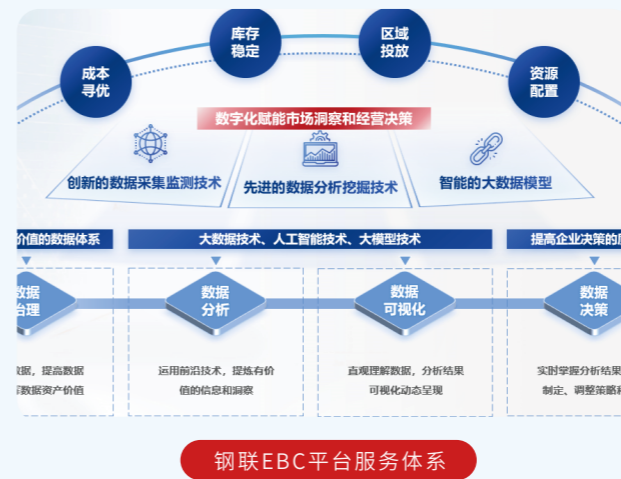 库存
稳定
区域
投放
成本
寻优
资源
配置
数字化赋能市场洞察和经营决策
创新的数据采集监测技术
先进的数据分析挖掘技术
智能的大数据模型
价值的数据体系
大数据技术、人工智能技术、大模型技术
提高企业决策的
数据
治理
数据
分析
数据
可视化
数据
决策
数据，提高数据
数据资产价值
运用前沿技术，提炼有价
值的信息和洞察
直观理解数据，分析结果
可视化动态呈现
实时掌握分析结果
制定、调整策略
钢联EBC平台服务体系